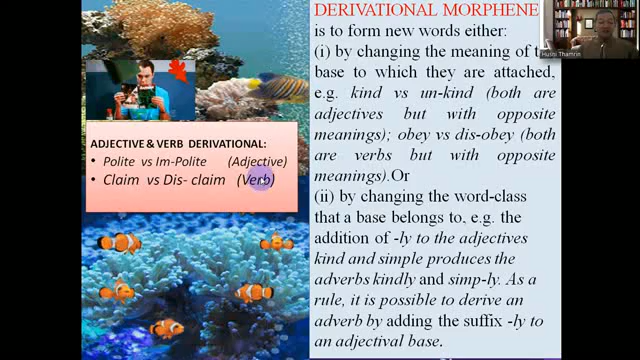 DERIVATIONAL MORPHENE
is to form new words either:
(i) by changing the meaning of
base to which they are attached,
e.g. kind vs un-kind (both are
adjectives but with opposite
meanings); obey vs dis-obey (both
are verbs but with opposite
meanings).Or
(ii) by changing the word-class
that a base belongs to, e.g. the
addition of -ly to the adjectives
kind and simple produces the
adverbs kindly and simp-ly. As a
rule, it is possible to derive an
adverb by adding the suffix -ly to
an adjectival base.
ADJECTIVE & VERB DERIVATIONAL:
• Polite vs Im-Polite (Adjective)
• Claim vs Dis- claim (Verb)
Husni Thamrin